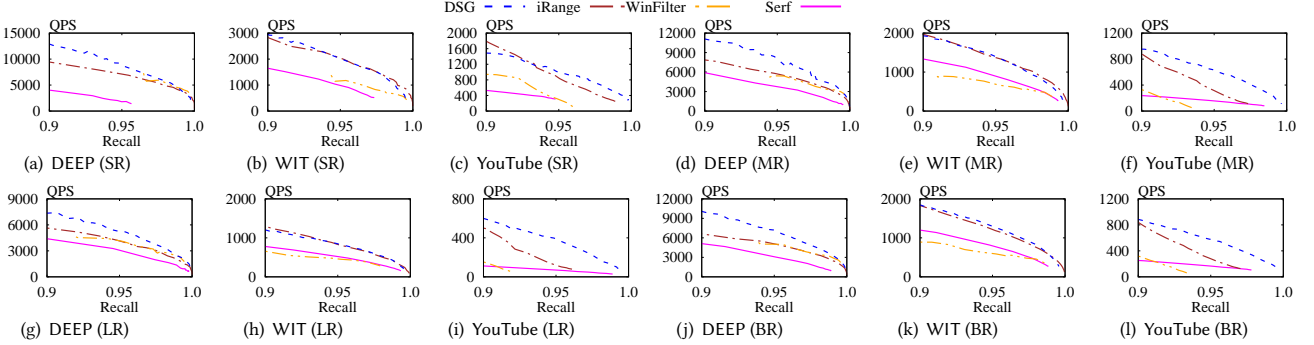 DSG iRange WinFilter Serf
QPS
15000
10000
5000
0
0.9 0.95 1.0
Recall
(a) DEEP (SR)
QPS
3000
2000
1000
0
0.9 0.95 1.0
Recall
(b) WIT (SR)
QPS
2000
1600
1200
800
400
0.9 0.95 1.0
Recall
(c) YouTube (SR)
QPS
12000
9000
6000
3000
0
0.9 0.95 1.0
Recall
(d) DEEP (MR)
QPS
2000
1000
0
0.9 0.95 1.0
Recall
(e) WIT (MR)
QPS
1200
900
600
300
0
0.9 0.95 1.0
Recall
(f) YouTube (MR)
QPS
9000
6000
3000
0
0.9 0.95 1.0
Recall
(g) DEEP (LR)
QPS
2000
1000
0
0.9 0.95 1.0
Recall
(h) WIT (LR)
QPS
800
400
0
0.9 0.95 1.0
Recall
(i) YouTube (LR)
QPS
12000
9000
6000
3000
0
0.9 0.95 1.0
Recall
(j) DEEP (BR)
QPS
2000
1000
0
0.9 0.95 1.0
Recall
(k) WIT (BR)
QPS
1200
800
400
0
0.9 0.95 1.0
Recall
(l) YouTube (BR)